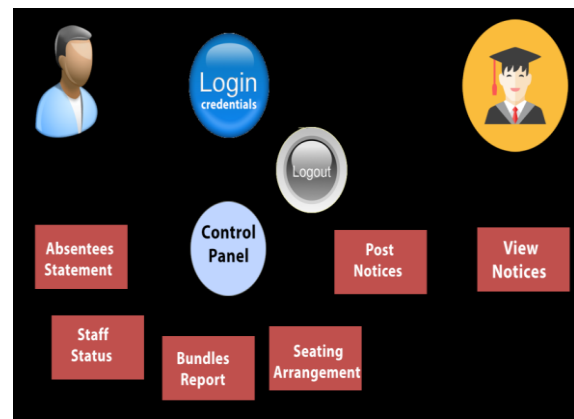 Login
credentials
Logout
Control
Panel
Absentees
Statement
Post
Notices
View
Notices
Staff
Status
Bundles
Report
Seating
Arrangement